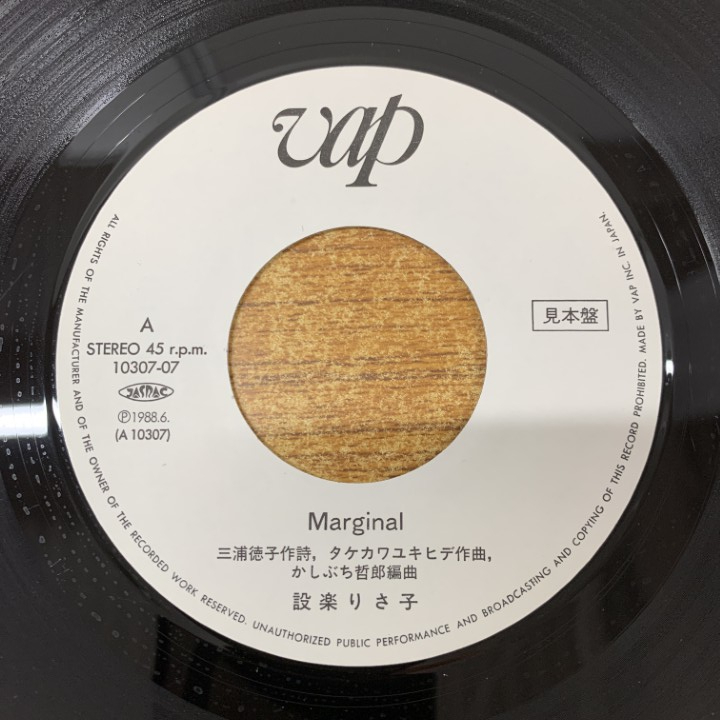 vap
A
STEREO 45 r.p.m.
10307-07
JASRAC
Ⓟ1988.6.
(A 10307)
見本盤
Marginal
三浦徳子作詩，タケカワユキヒデ作曲，
かしぶち哲郎編曲
設楽りさ子
ALL RIGHTS OF THE MANUFACTURER AND OF THE OWNER OF THE RECORDED WORK RESERVED. UNAUTHORIZED PUBLIC PERFORMANCE AND BROADCASTING AND COPYING OF THIS RECORD PROHIBITED. MADE BY VAP INC. IN JAPAN.